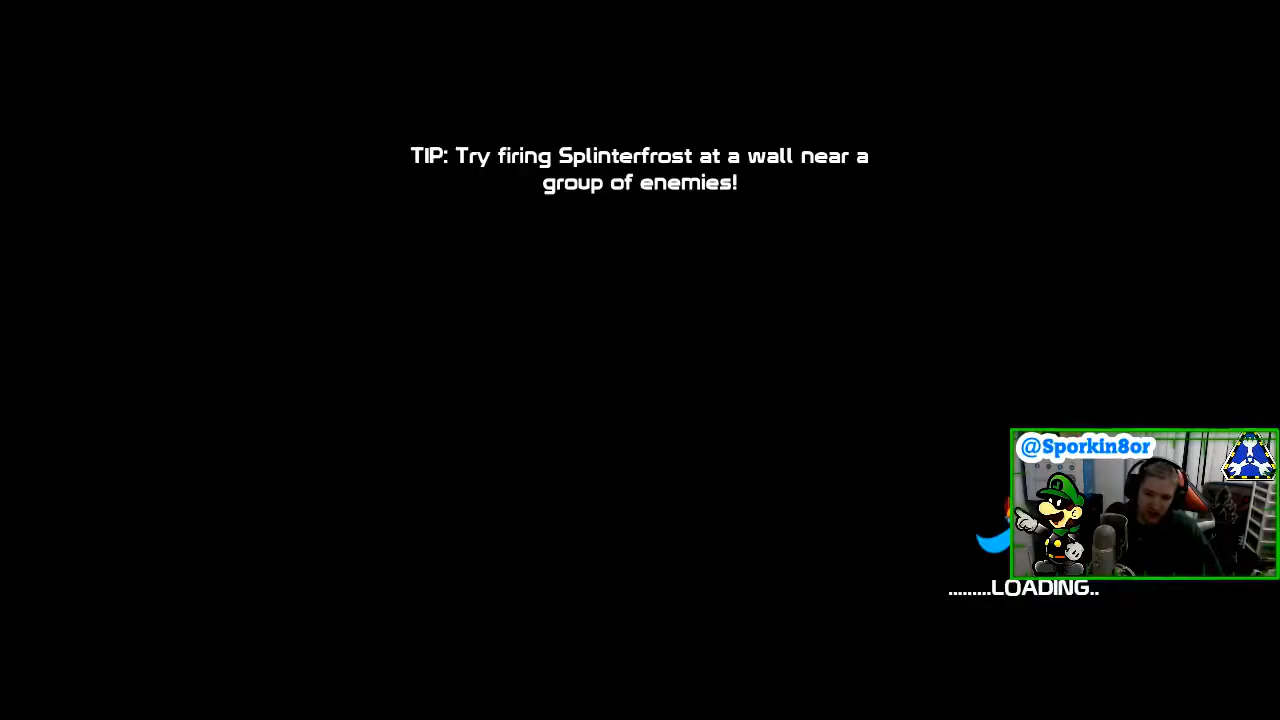 TIP: Try firing Splinterfrost at a wall near a
group of enemies!
@Sporkin8or
.........LOADING..